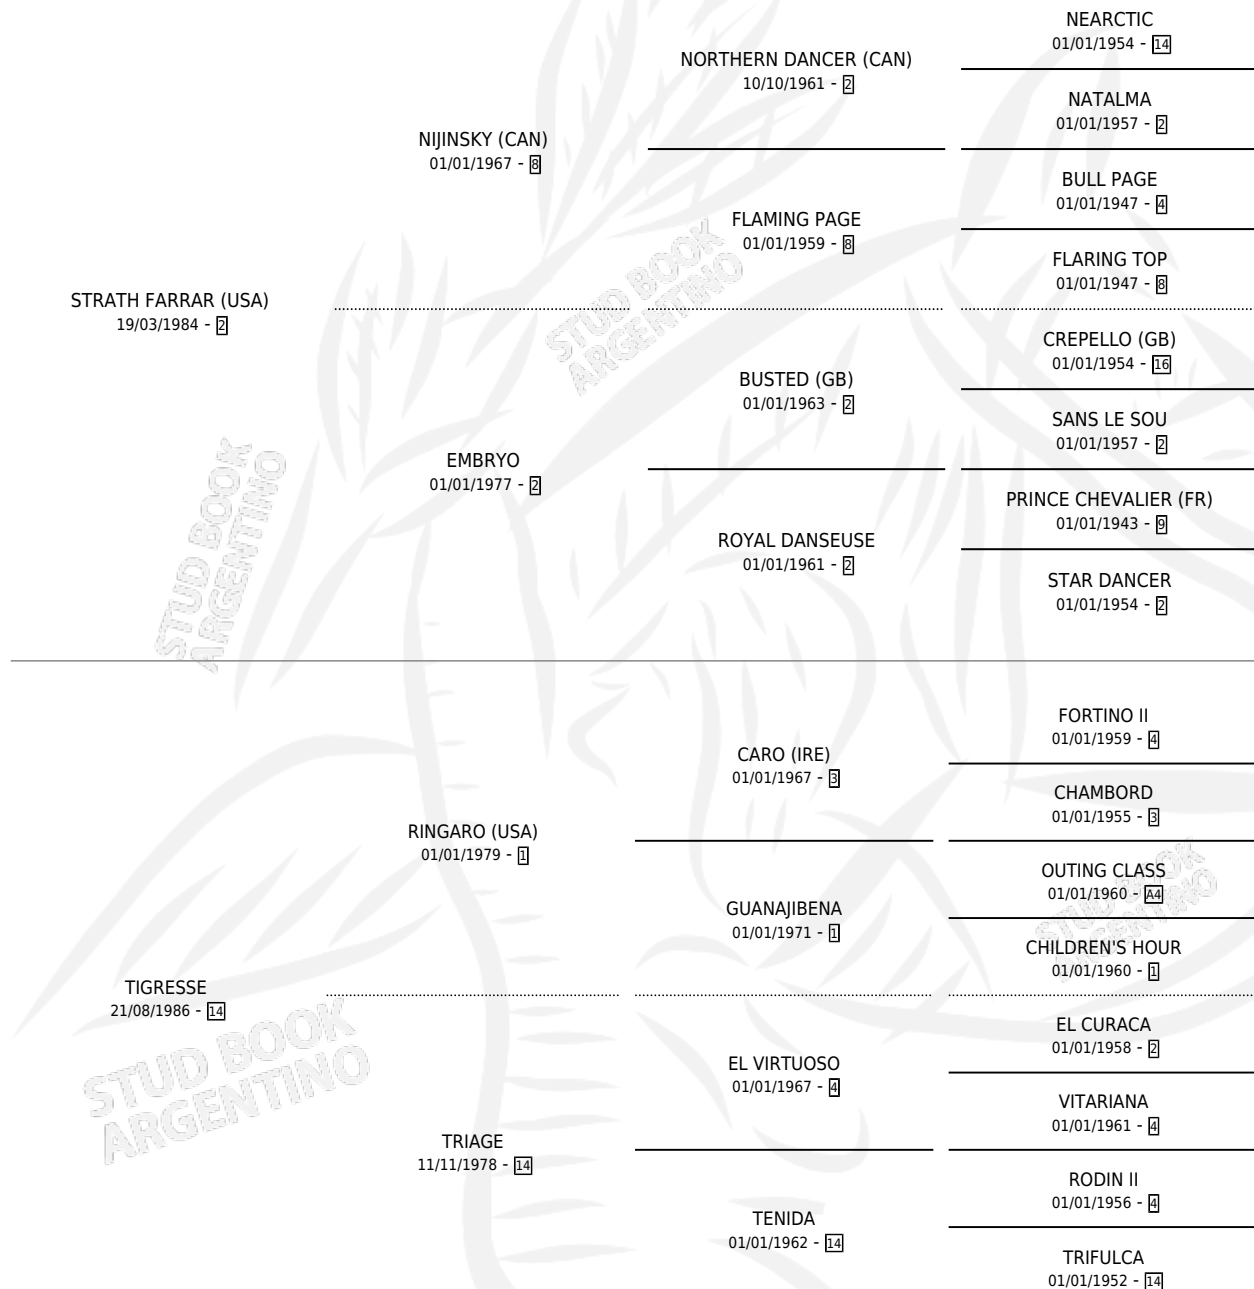 NEARCTIC
01/01/1954 - 14
NORTHERN DANCER (CAN)
10/10/1961 - 2
NATALMA
01/01/1957 - 2
NIJINSKY (CAN)
01/01/1967 - 8
BULL PAGE
01/01/1947 - 4
FLAMING PAGE
01/01/1959 - 8
FLARING TOP
01/01/1947 - 8
STRATH FARRAR (USA)
19/03/1984 - 2
STUD BOOK
ARGENTINO
CREPELLO (GB)
01/01/1954 - 16
BUSTED (GB)
01/01/1963 - 2
SANS LE SOU
01/01/1957 - 2
EMBRYO
01/01/1977 - 2
PRINCE CHEVALIER (FR)
01/01/1943 - 9
ROYAL DANSEUSE
01/01/1961 - 2
STAR DANCER
01/01/1954 - 2
STUD BOOK
ARGENTINO
FORTINO II
01/01/1959 - 4
CARO (IRE)
01/01/1967 - 3
CHAMBORD
01/01/1955 - 3
RINGARO (USA)
01/01/1979 - 1
OUTING CLASS
01/01/1960 - A4
GUANAJIBENA
01/01/1971 - 1
CHILDREN'S HOUR
01/01/1960 - 1
STUD BOOK
ARGENTINO
TIGRESSE
21/08/1986 - 14
EL CURACA
01/01/1958 - 2
EL VIRTUOSO
01/01/1967 - 4
VITARIANA
01/01/1961 - 4
STUD BOOK
ARGENTINO
TRIAGE
11/11/1978 - 14
RODIN II
01/01/1956 - 4
TENIDA
01/01/1962 - 14
TRIFULCA
01/01/1952 - 14